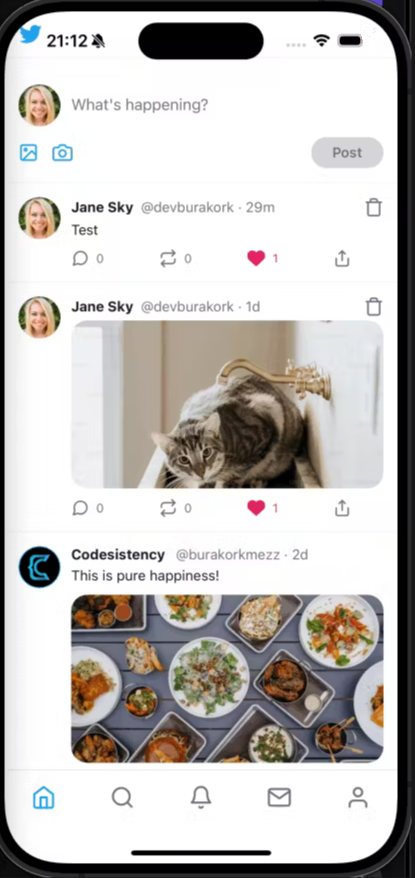 21:12
What's happening?
Post
Jane Sky @devburakork · 29m
Test
0 0 1
Jane Sky @devburakork · 1d
0 0 1
Codesistency @burakorkmezz · 2d
This is pure happiness!